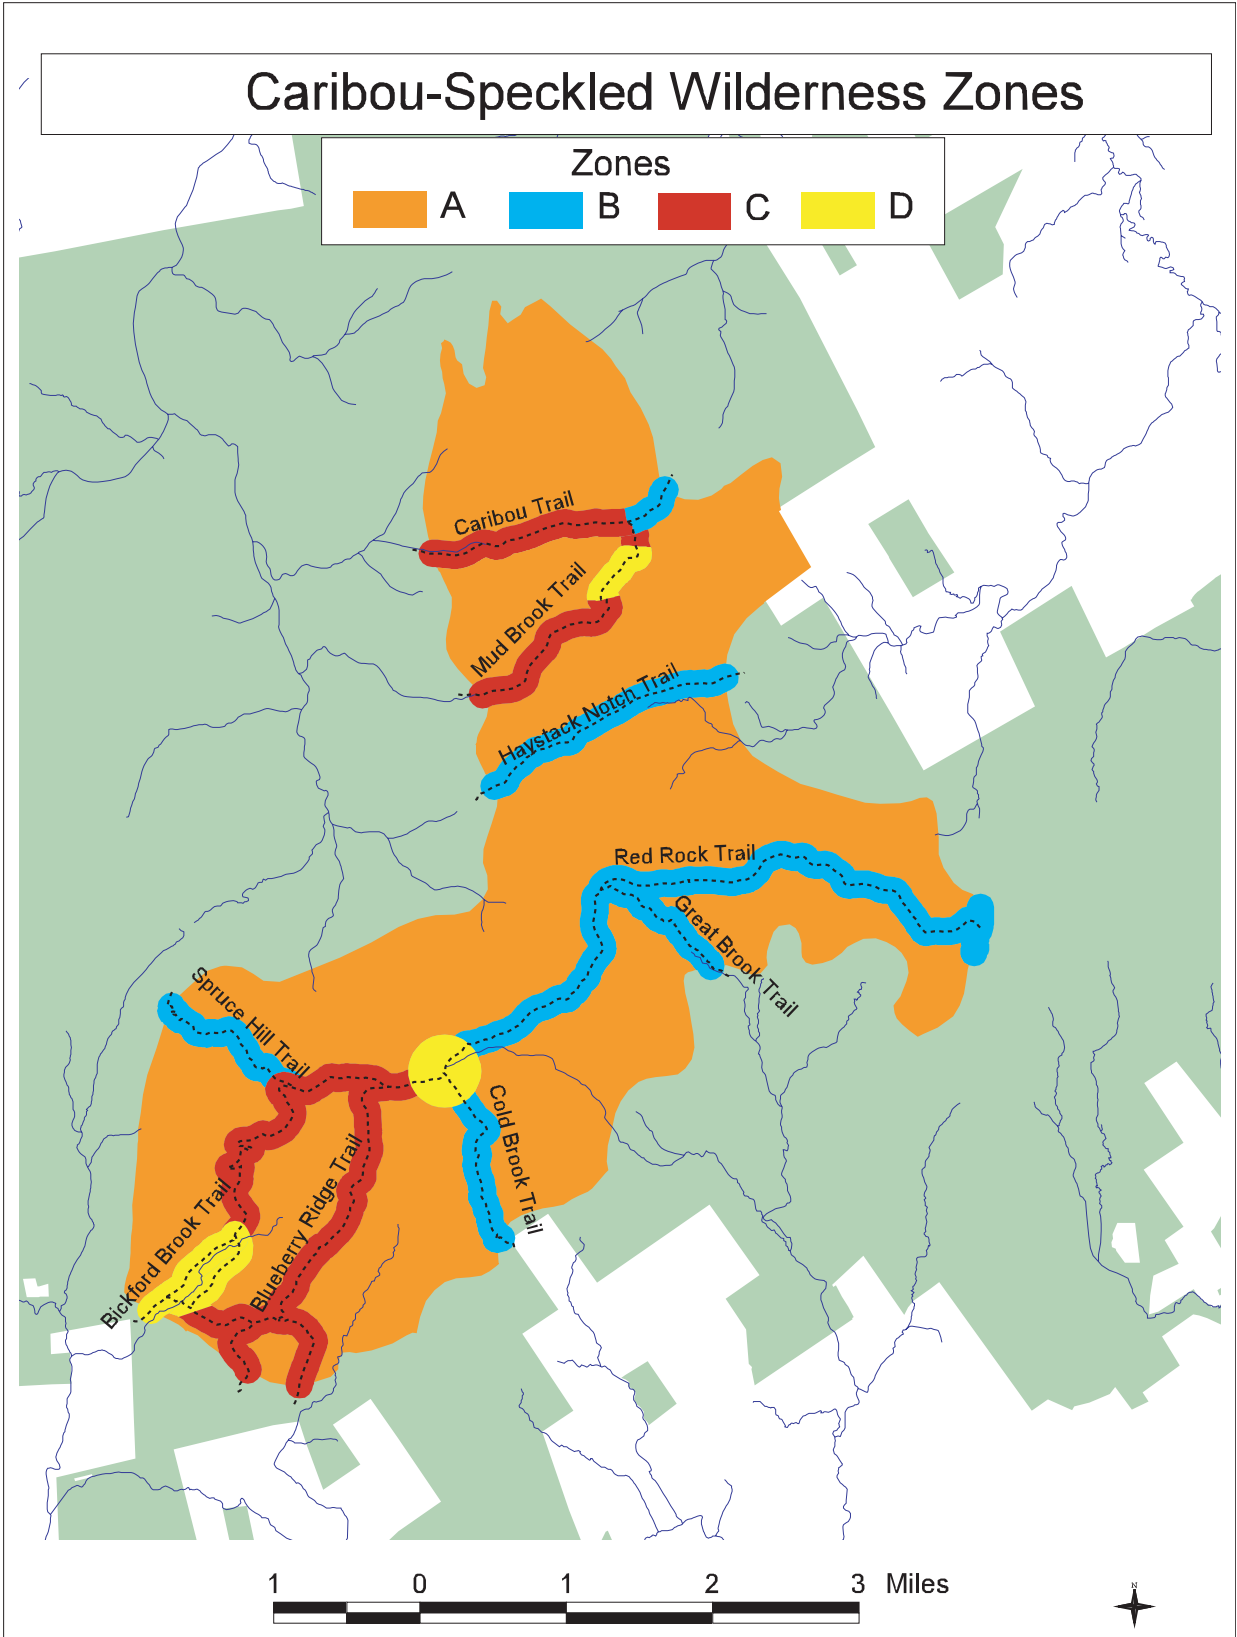 Caribou-Speckled Wilderness Zones
Zones
A B C D
Caribou Trail
Mud Brook Trail
Haystack Notch Trail
Red Rock Trail
Great Brook Trail
Spruce Hill Trail
Cold Brook Trail
Blueberry Ridge Trail
Bickford Brook Trail
1 0 1 2 3 Miles
N